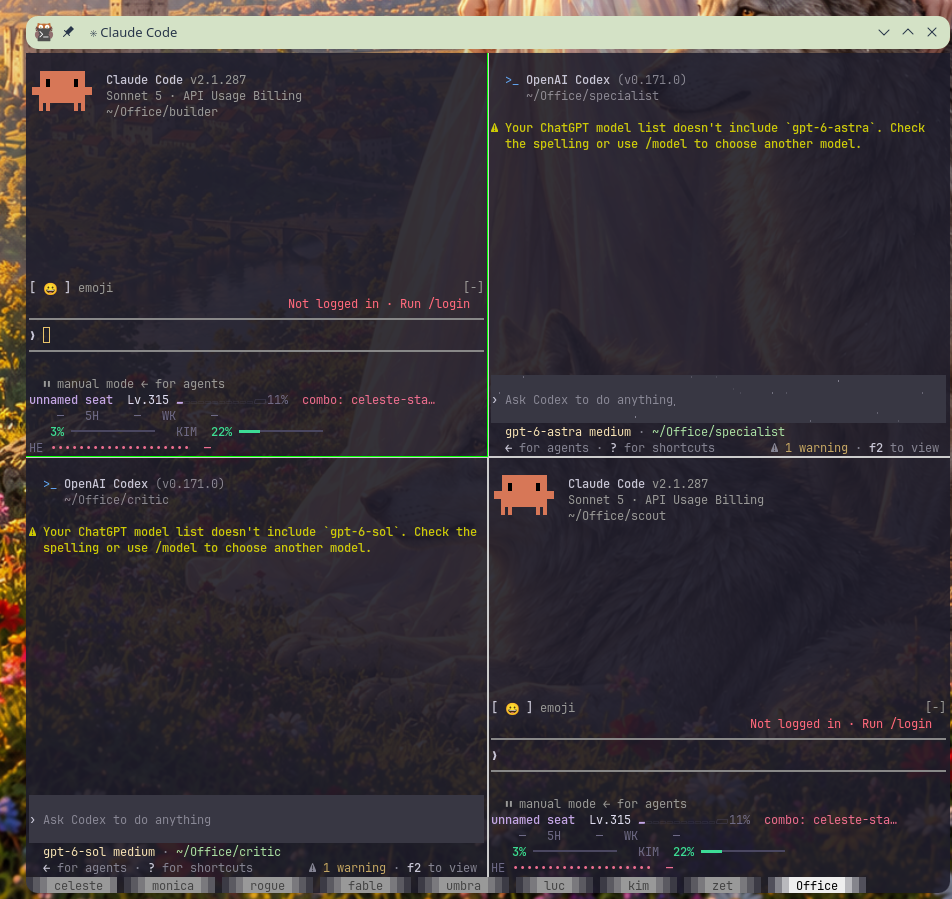 ✳ Claude Code
Claude Code v2.1.287
Sonnet 5 · API Usage Billing
~/Office/builder
[ 😀 ] emoji [-]
Not logged in · Run /login
❯
⏸ manual mode ← for agents
unnamed seat Lv.315 11% combo: celeste-sta…
— 5H — WK —
3% KIM 22%
HE —
>_ OpenAI Codex (v0.171.0)
~/Office/specialist
⚠ Your ChatGPT model list doesn't include `gpt-6-astra`. Check
the spelling or use /model to choose another model.
› Ask Codex to do anything
gpt-6-astra medium · ~/Office/specialist
← for agents · ? for shortcuts ⚠ 1 warning · f2 to view
>_ OpenAI Codex (v0.171.0)
~/Office/critic
⚠ Your ChatGPT model list doesn't include `gpt-6-sol`. Check the
spelling or use /model to choose another model.
› Ask Codex to do anything
gpt-6-sol medium · ~/Office/critic
← for agents · ? for shortcuts ⚠ 1 warning · f2 to view
Claude Code v2.1.287
Sonnet 5 · API Usage Billing
~/Office/scout
[ 😀 ] emoji [-]
Not logged in · Run /login
❯
⏸ manual mode ← for agents
unnamed seat Lv.315 11% combo: celeste-sta…
— 5H — WK —
3% KIM 22%
HE —
celeste monica rogue fable umbra luc kim zet Office